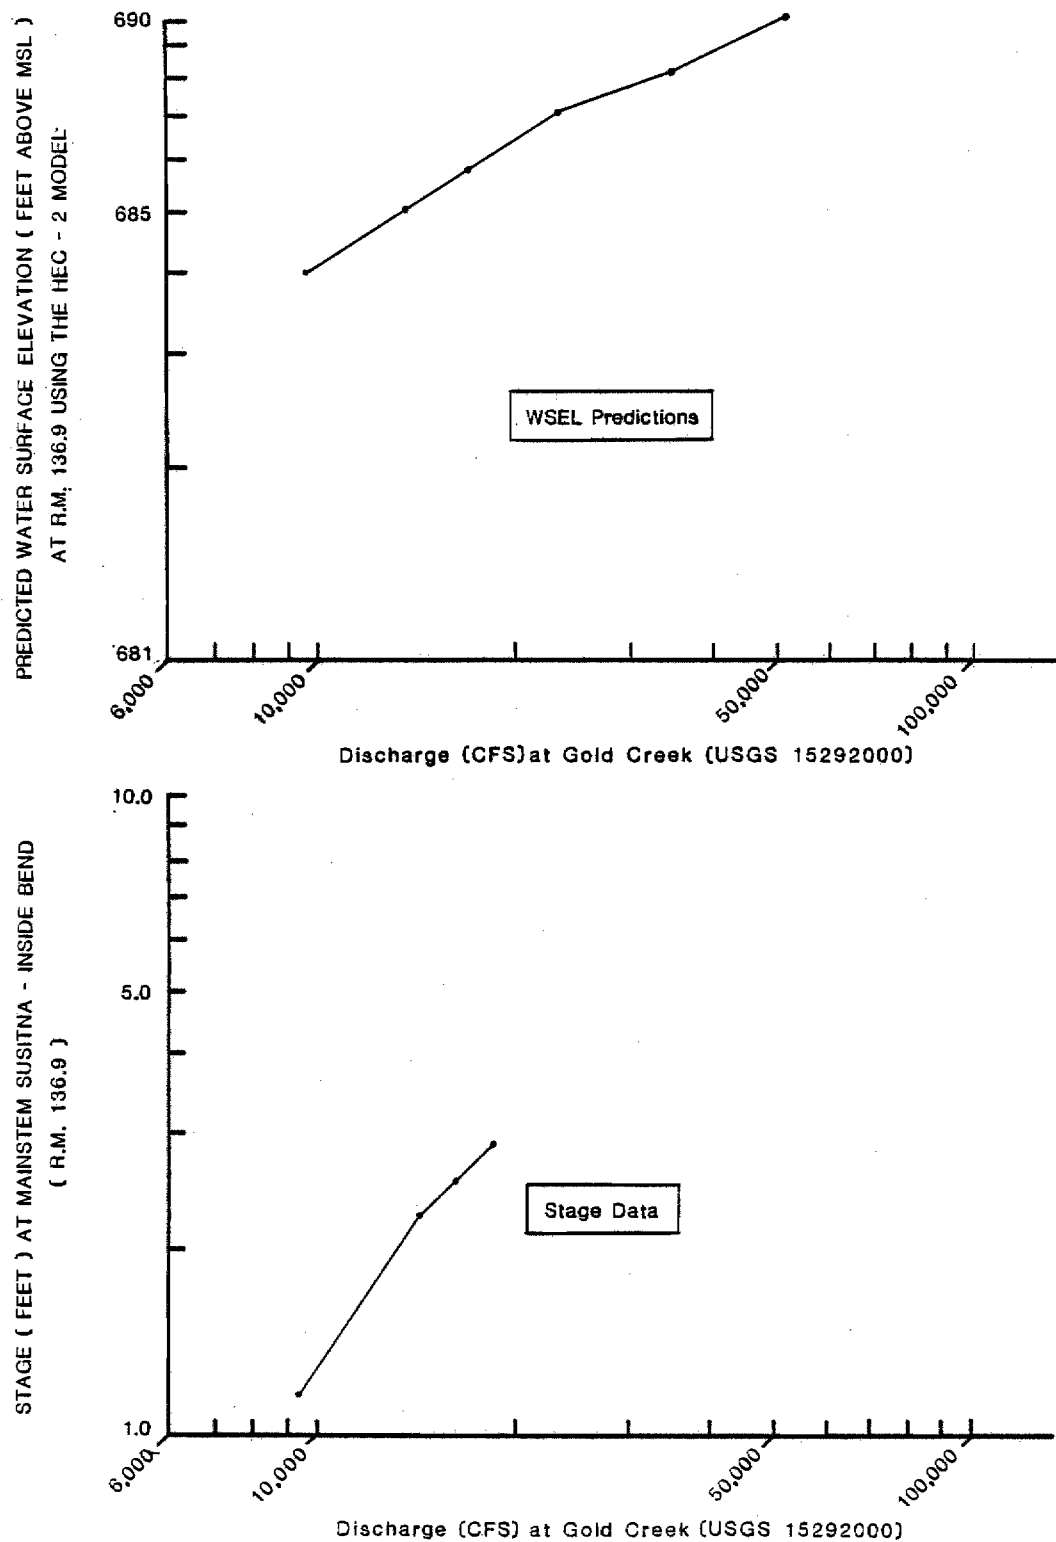 PREDICTED WATER SURFACE ELEVATION ( FEET ABOVE MSL )
AT R.M. 136.9 USING THE HEC - 2 MODEL
690
685
681
WSEL Predictions
6,000
10,000
50,000
100,000
Discharge (CFS) at Gold Creek (USGS 15292000)
STAGE ( FEET ) AT MAINSTEM SUSITNA - INSIDE BEND
( R.M. 136.9 )
10.0
5.0
1.0
Stage Data
6,000
10,000
50,000
100,000
Discharge (CFS) at Gold Creek (USGS 15292000)